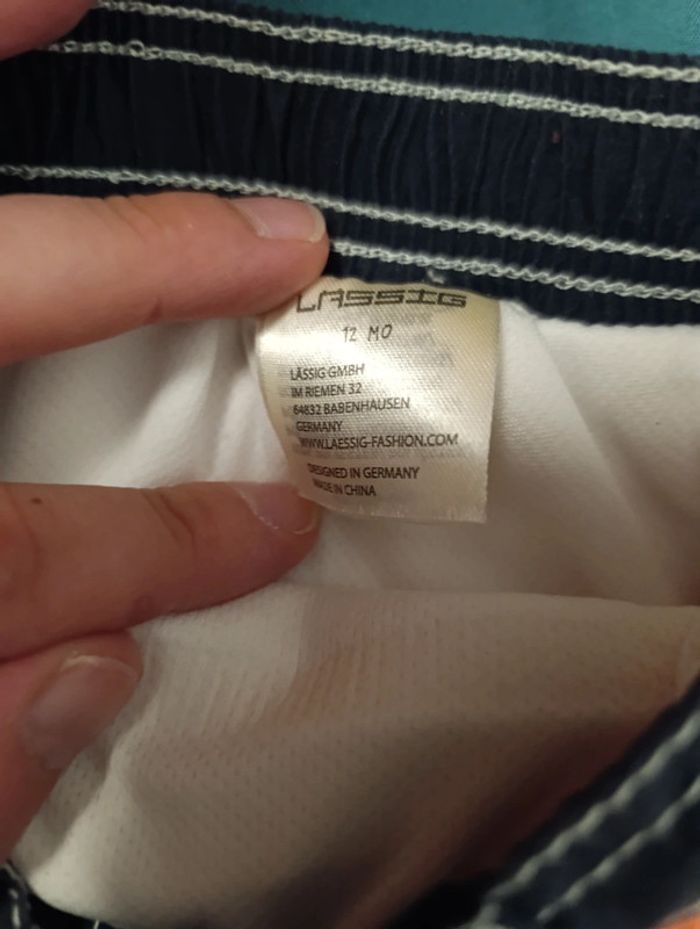 LÄSSIG
12 MO
LÄSSIG GMBH
IM RIEMEN 32
64832 BABENHAUSEN
GERMANY
WWW.LAESSIG-FASHION.COM
DESIGNED IN GERMANY
MADE IN CHINA